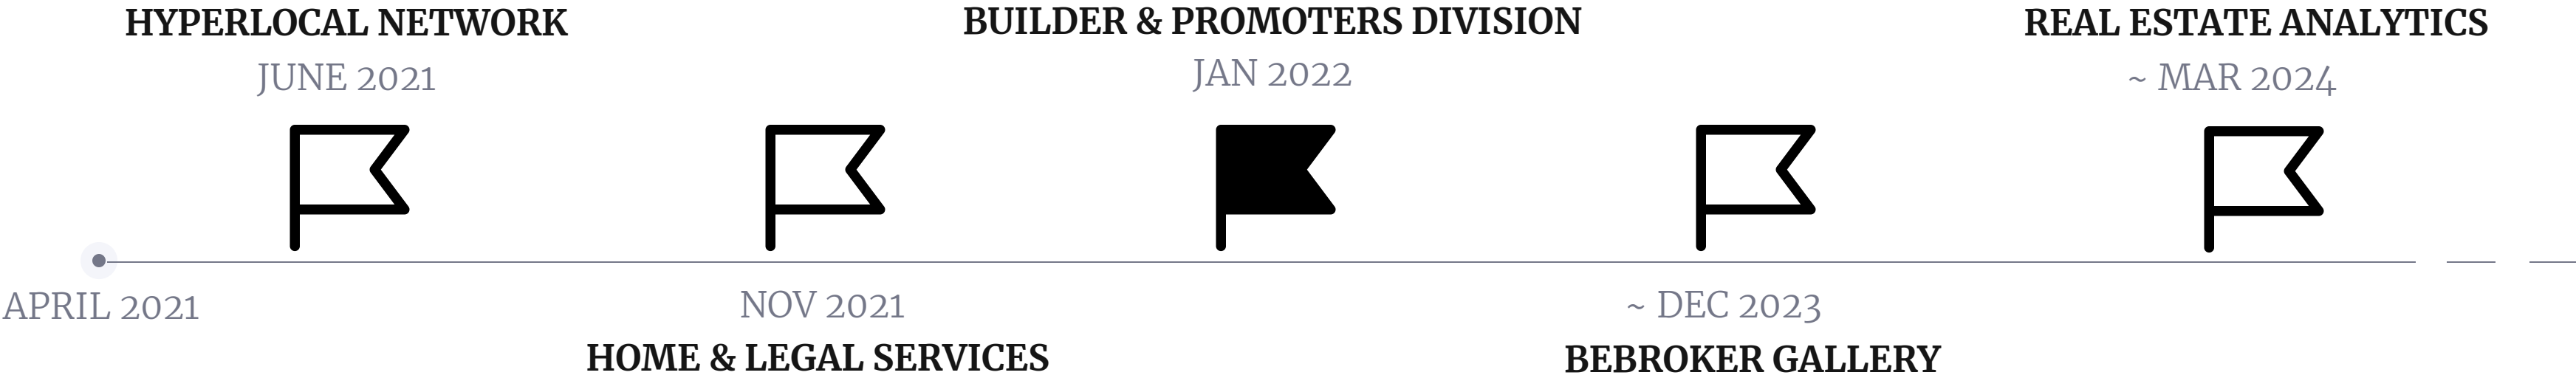 HYPERLOCAL NETWORK
JUNE 2021
BUILDER & PROMOTERS DIVISION
JAN 2022
REAL ESTATE ANALYTICS
~ MAR 2024
APRIL 2021
NOV 2021
HOME & LEGAL SERVICES
~ DEC 2023
BEBROKER GALLERY